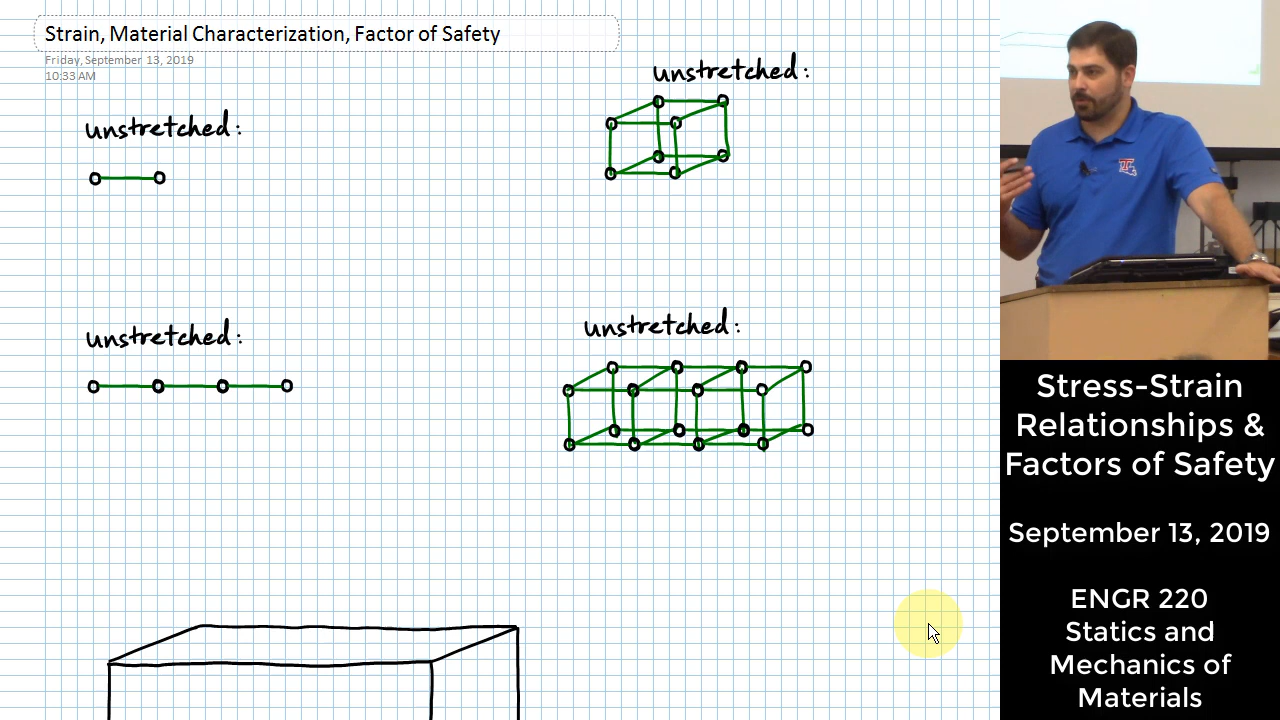 Strain, Material Characterization, Factor of Safety
Friday, September 13, 2019
10:33 AM
unstretched:
unstretched:
unstretched:
unstretched:
Stress-Strain
Relationships &
Factors of Safety
September 13, 2019
ENGR 220
Statics and
Mechanics of
Materials